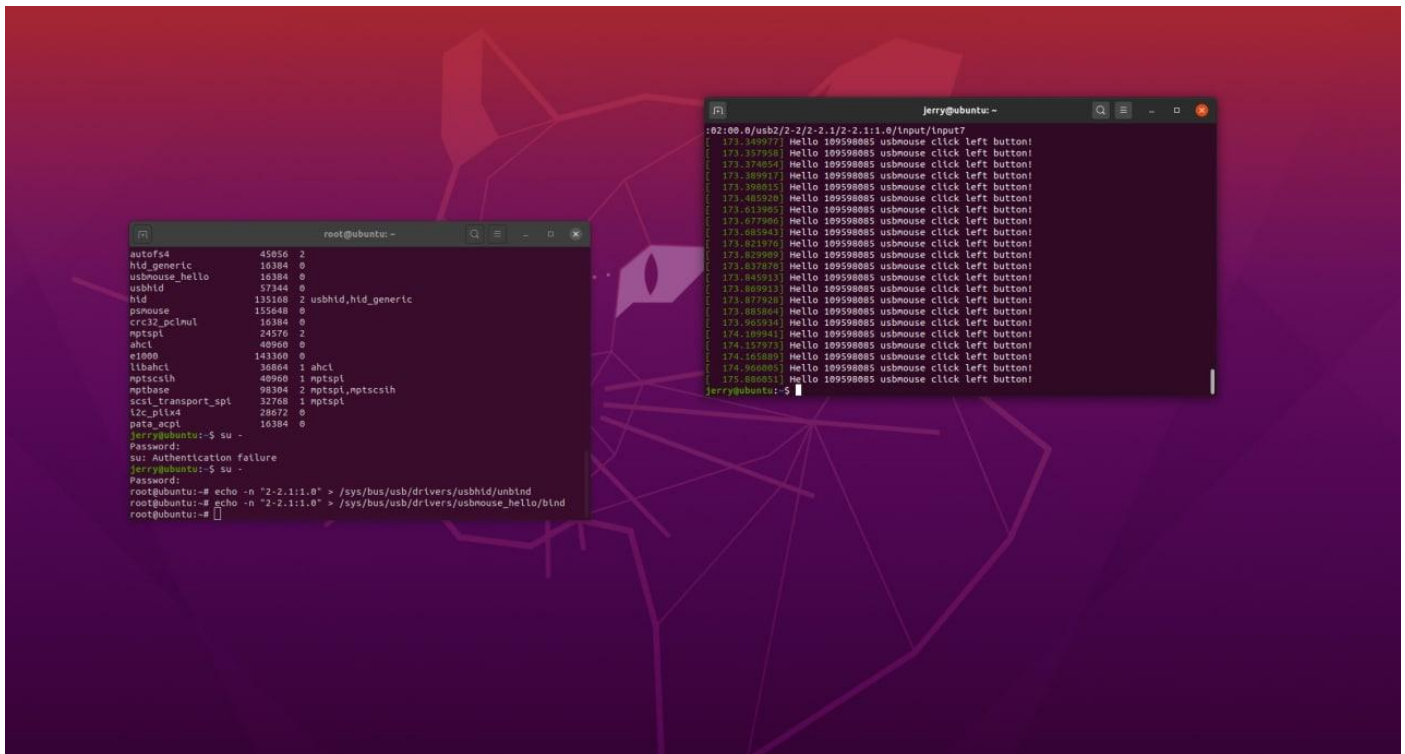 root@ubuntu: ~
autofs4 45056 2
hid_generic 16384 0
usbmouse_hello 16384 0
usbhid 57344 0
hid 135168 2 usbhid,hid_generic
psmouse 155648 0
crc32_pclmul 16384 0
mptspi 24576 2
ahci 40960 0
e1000 143360 0
libahci 36864 1 ahci
mptscsih 40960 1 mptspi
mptbase 98304 2 mptspi,mptscsih
scsi_transport_spi 32768 1 mptspi
i2c_piix4 28672 0
pata_acpi 16384 0
jerry@ubuntu:~$ su -
Password:
su: Authentication failure
jerry@ubuntu:~$ su -
Password:
root@ubuntu:~# echo -n "2-2.1:1.0" > /sys/bus/usb/drivers/usbhid/unbind
root@ubuntu:~# echo -n "2-2.1:1.0" > /sys/bus/usb/drivers/usbmouse_hello/bind
root@ubuntu:~#
jerry@ubuntu: ~
:02:00.0/usb2/2-2/2-2.1/2-2.1:1.0/input/input7
[  173.349977] Hello 109598085 usbmouse click left button!
[  173.357958] Hello 109598085 usbmouse click left button!
[  173.374054] Hello 109598085 usbmouse click left button!
[  173.389917] Hello 109598085 usbmouse click left button!
[  173.398015] Hello 109598085 usbmouse click left button!
[  173.485920] Hello 109598085 usbmouse click left button!
[  173.613905] Hello 109598085 usbmouse click left button!
[  173.677906] Hello 109598085 usbmouse click left button!
[  173.685943] Hello 109598085 usbmouse click left button!
[  173.821976] Hello 109598085 usbmouse click left button!
[  173.829909] Hello 109598085 usbmouse click left button!
[  173.837870] Hello 109598085 usbmouse click left button!
[  173.845913] Hello 109598085 usbmouse click left button!
[  173.869913] Hello 109598085 usbmouse click left button!
[  173.877928] Hello 109598085 usbmouse click left button!
[  173.885864] Hello 109598085 usbmouse click left button!
[  173.965934] Hello 109598085 usbmouse click left button!
[  174.109941] Hello 109598085 usbmouse click left button!
[  174.157973] Hello 109598085 usbmouse click left button!
[  174.165889] Hello 109598085 usbmouse click left button!
[  174.966005] Hello 109598085 usbmouse click left button!
[  175.886051] Hello 109598085 usbmouse click left button!
jerry@ubuntu:~$